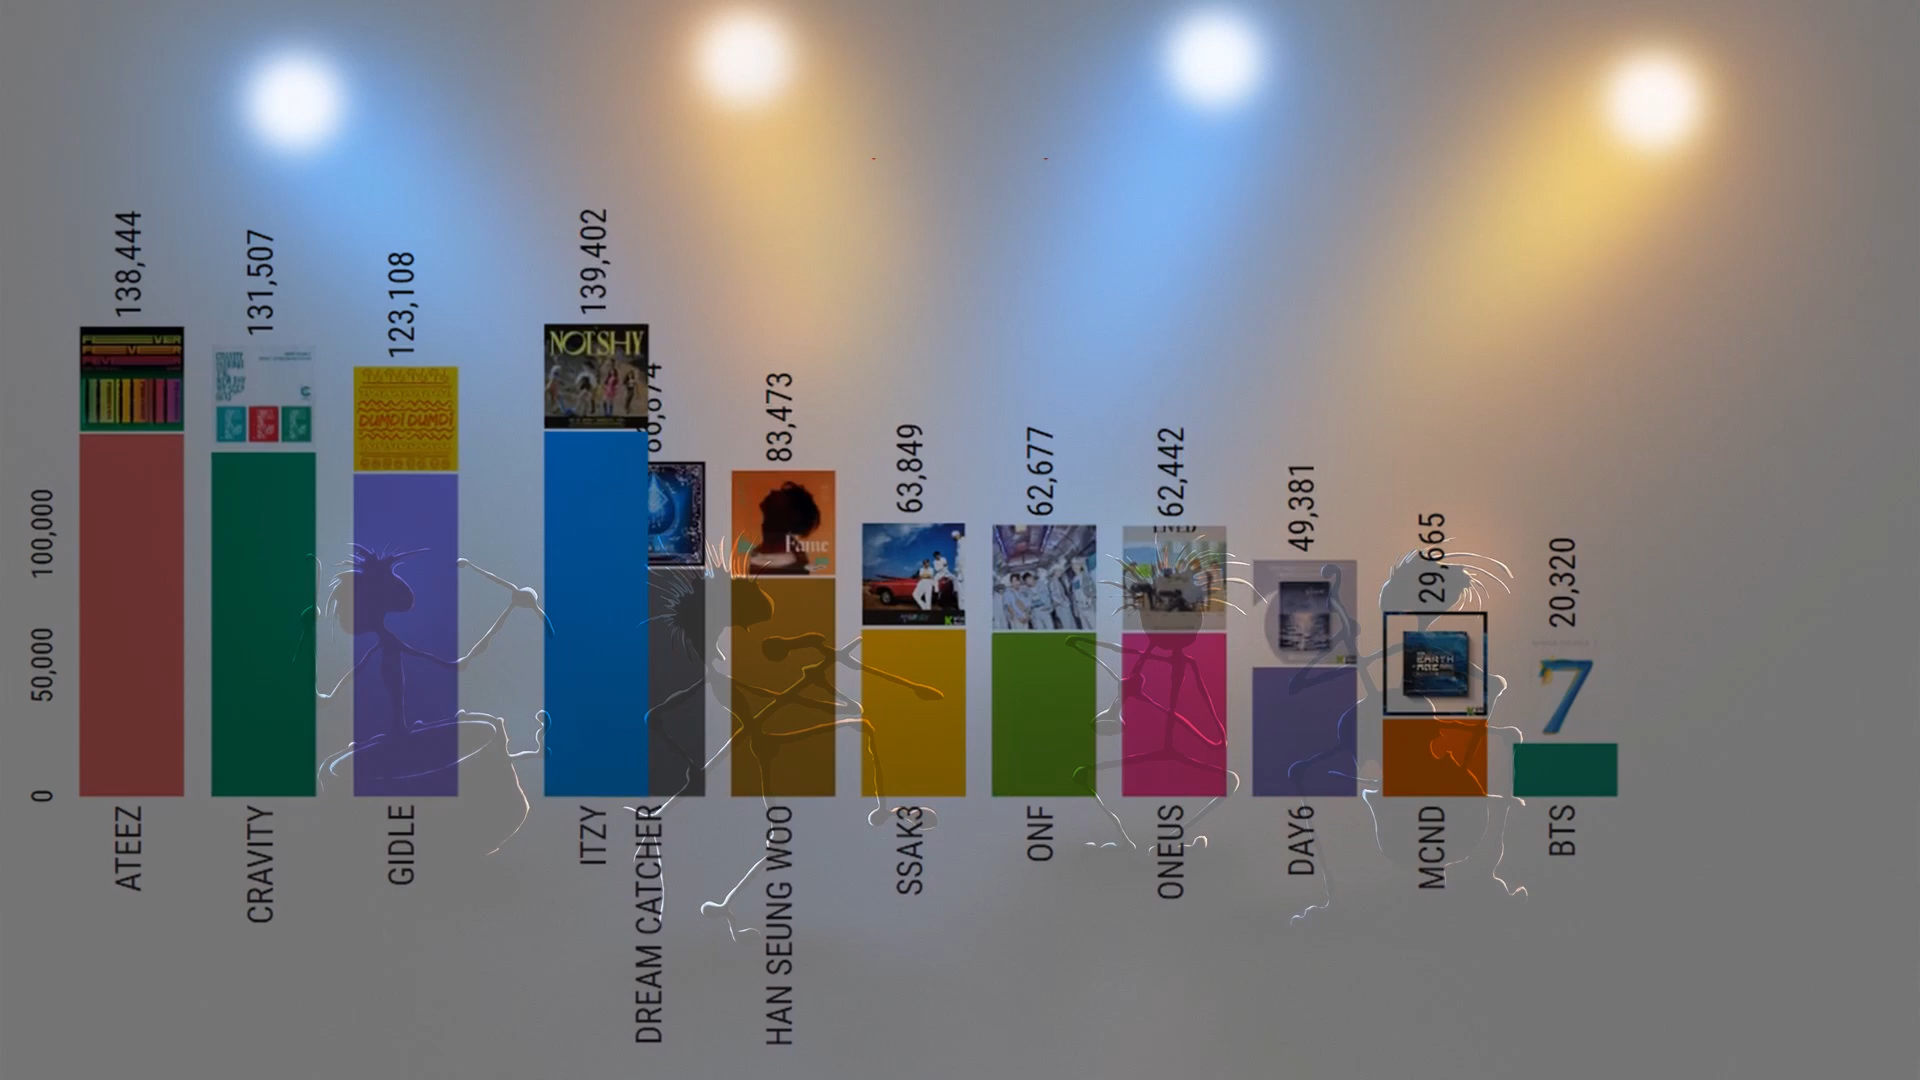 138,444
131,507
123,108
139,402
83,473
63,849
62,677
62,442
49,381
29,665
20,320
NOT SHY
DUMDI DUMDI
Fame
7
100,000
50,000
0
ATEEZ
CRAVITY
GIDLE
ITZY
DREAM CATCHER
HAN SEUNG WOO
SSAK3
ONF
ONEUS
DAY6
MCND
BTS